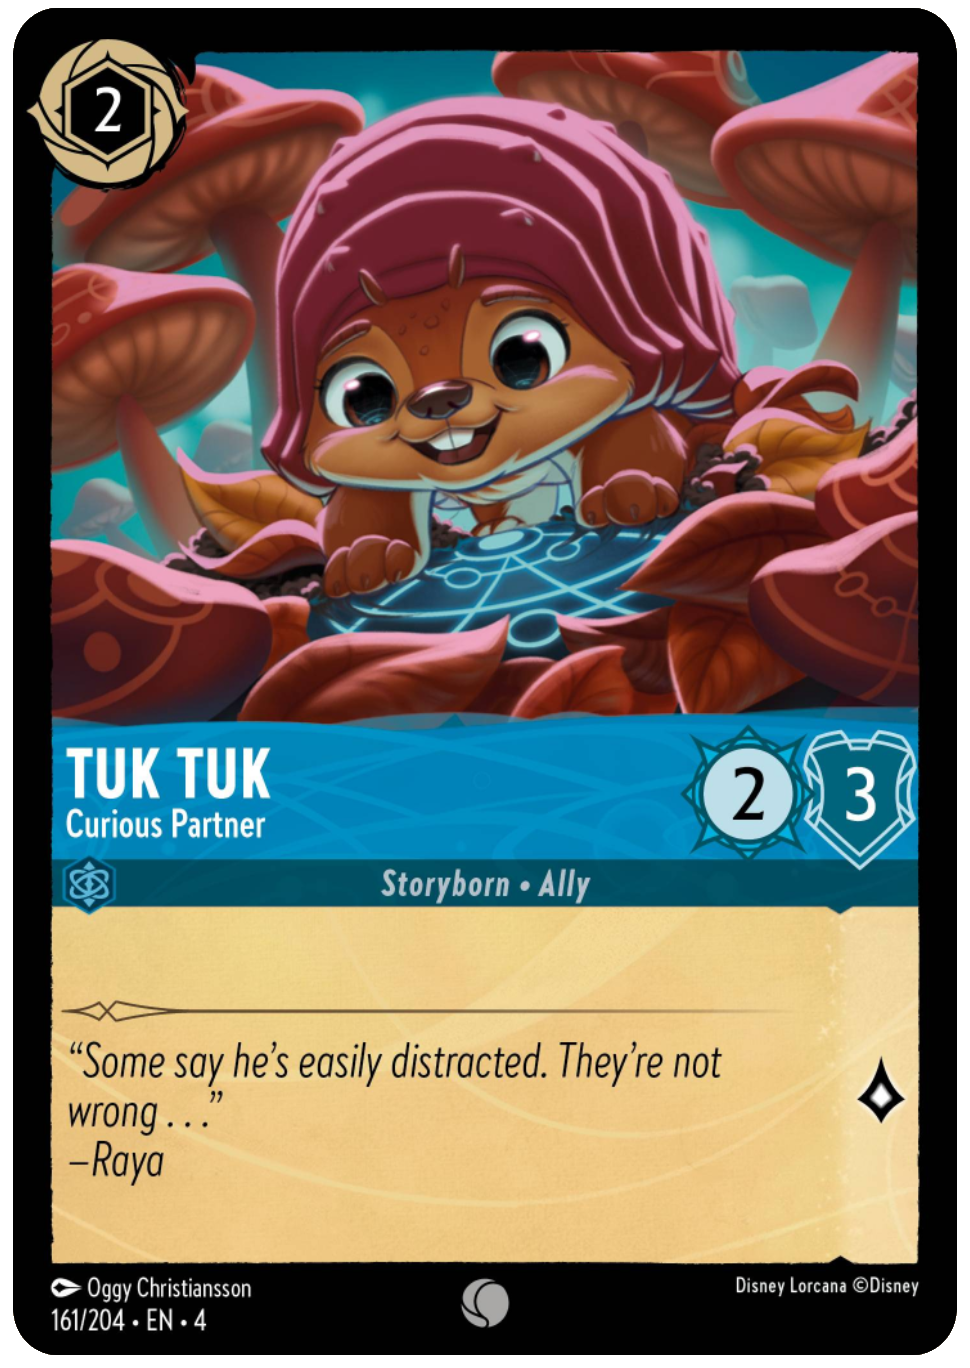 2
TUK TUK
Curious Partner
2 3
Storyborn • Ally
“Some say he’s easily distracted. They’re not
wrong . . .”
–Raya
Oggy Christiansson
Disney Lorcana ©Disney
161/204 • EN • 4